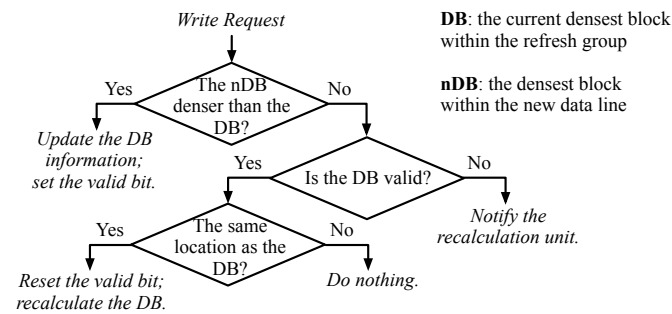 Write Request
DB: the current densest block
within the refresh group
nDB: the densest block
within the new data line
Yes
The nDB
denser than the
DB?
No
Update the DB
information;
set the valid bit.
Yes
Is the DB valid?
No
Notify the
recalculation unit.
Yes
The same
location as the
DB?
No
Reset the valid bit;
recalculate the DB.
Do nothing.